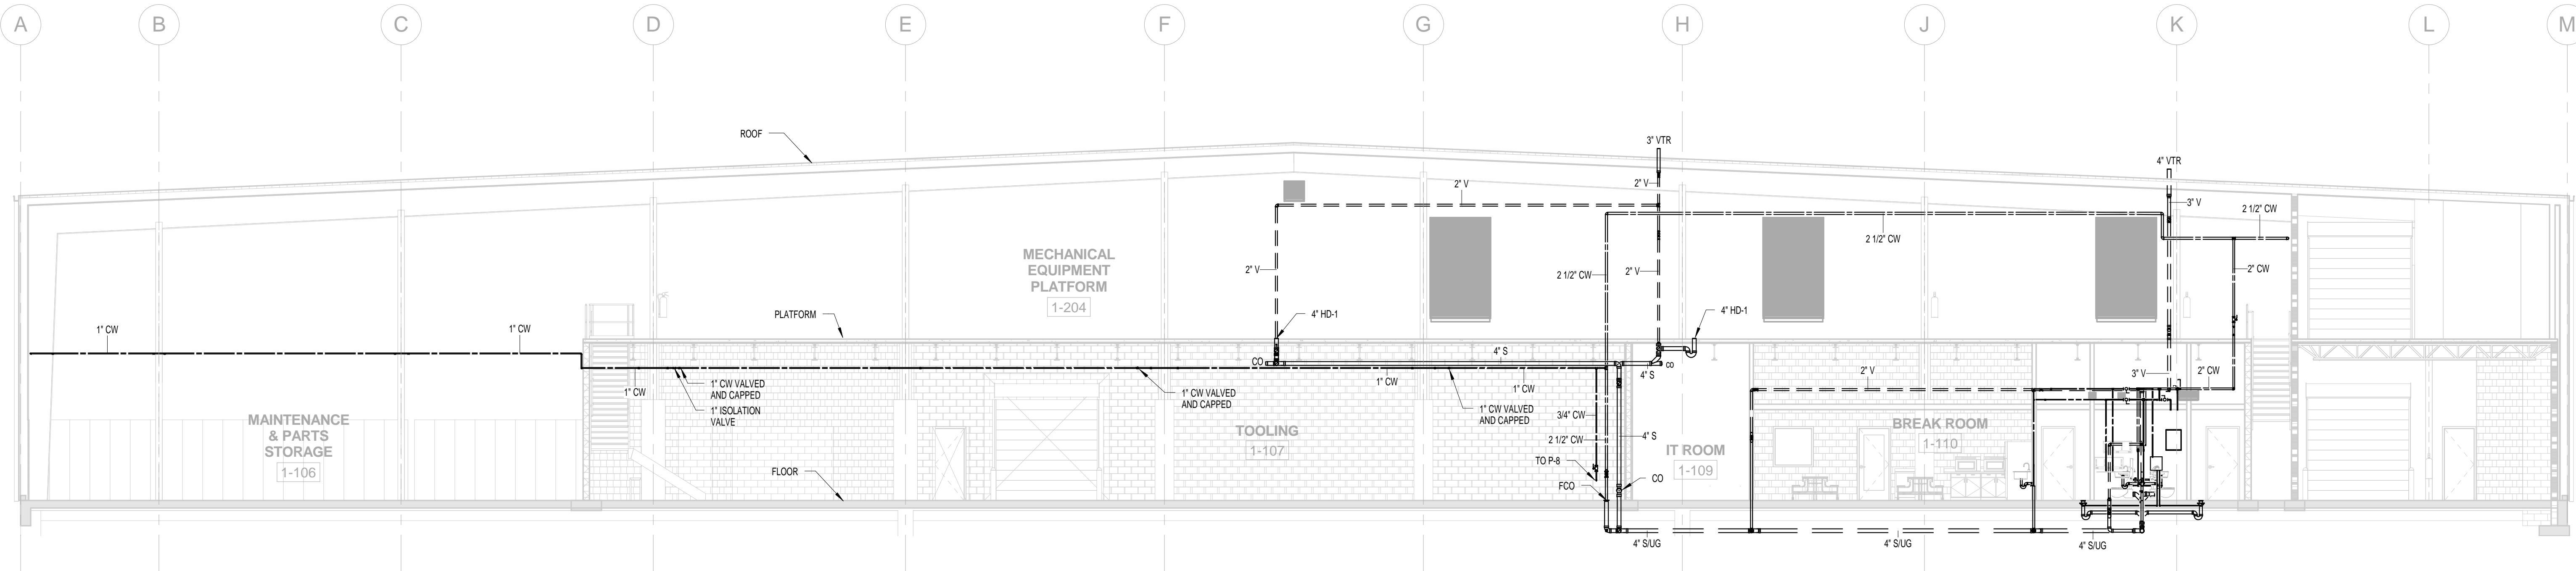 A
B
C
D
E
F
G
H
J
K
L
M
ROOF
3" VTR
4" VTR
2" V
2" V
3" V
2 1/2" CW
2 1/2" CW
MECHANICAL
EQUIPMENT
PLATFORM
1-204
2" V
2 1/2" CW
2" V
2" CW
PLATFORM
4" HD-1
4" HD-1
1" CW
1" CW
CO
4" S
4" S
CO
1" CW
1" CW VALVED
AND CAPPED
1" ISOLATION
VALVE
1" CW VALVED
AND CAPPED
1" CW
1" CW VALVED
AND CAPPED
1" CW
2" V
3" V
2" CW
MAINTENANCE
& PARTS
STORAGE
1-106
TOOLING
1-107
3/4" CW
2 1/2" CW
4" S
TO P-8
FCO
CO
IT ROOM
1-109
BREAK ROOM
1-110
FLOOR
4" S/UG
4" S/UG
4" S/UG